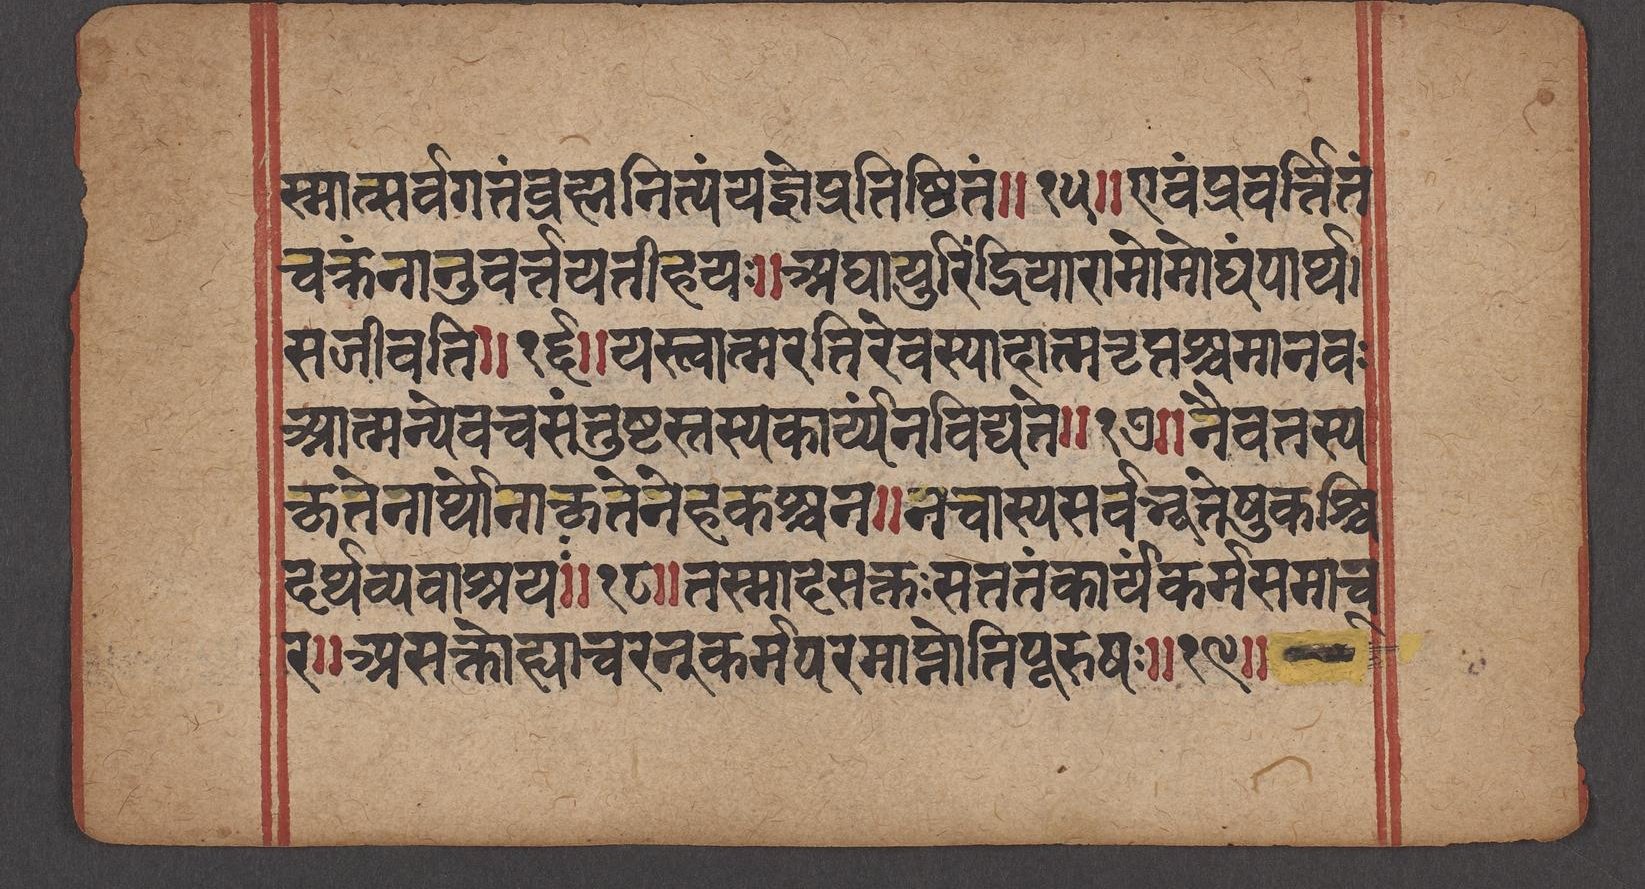 स्मात्सर्वगतंब्रह्मनित्यंयज्ञेप्रतिष्ठितं॥१५॥एवंप्रवर्त्तितं
चक्रंनानुवर्त्तयतीहयः॥अघायुरिंद्रियारामोमोघंपार्थ
सजीवति॥१६॥यस्त्वात्मरतिरेवस्यादात्मतृप्तश्चमानवः
आत्मन्येवचसंतुष्टस्तस्यकार्य्यंनविद्यते॥१७॥नैवतस्य
कृतेनार्थोनाकृतेनेहकश्चन॥नचास्यसर्वभूतेषुकश्चि
दर्थव्यवाश्रयः॥१८॥तस्मादसक्तःसततंकार्यंकर्मसमाच
र॥असक्तोह्याचरन्कर्मपरमाप्नोतिपूरुषः॥१९॥